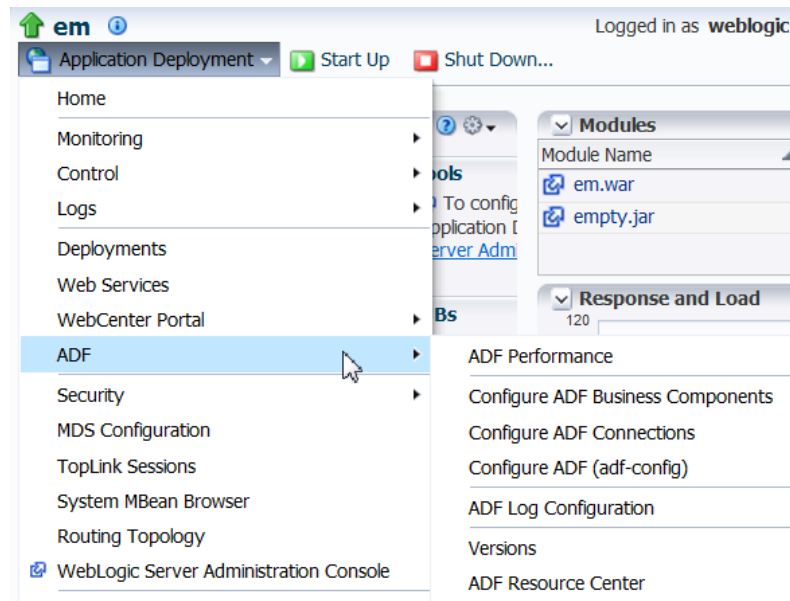 em
Logged in as weblogic
Application Deployment
Start Up
Shut Down...
Home
Monitoring
Control
Logs
Deployments
Web Services
WebCenter Portal
ADF
Security
MDS Configuration
TopLink Sessions
System MBean Browser
Routing Topology
WebLogic Server Administration Console
To config
Modules
Module Name
em.war
empty.jar
Response and Load
120
ADF Performance
Configure ADF Business Components
Configure ADF Connections
Configure ADF (adf-config)
ADF Log Configuration
Versions
ADF Resource Center